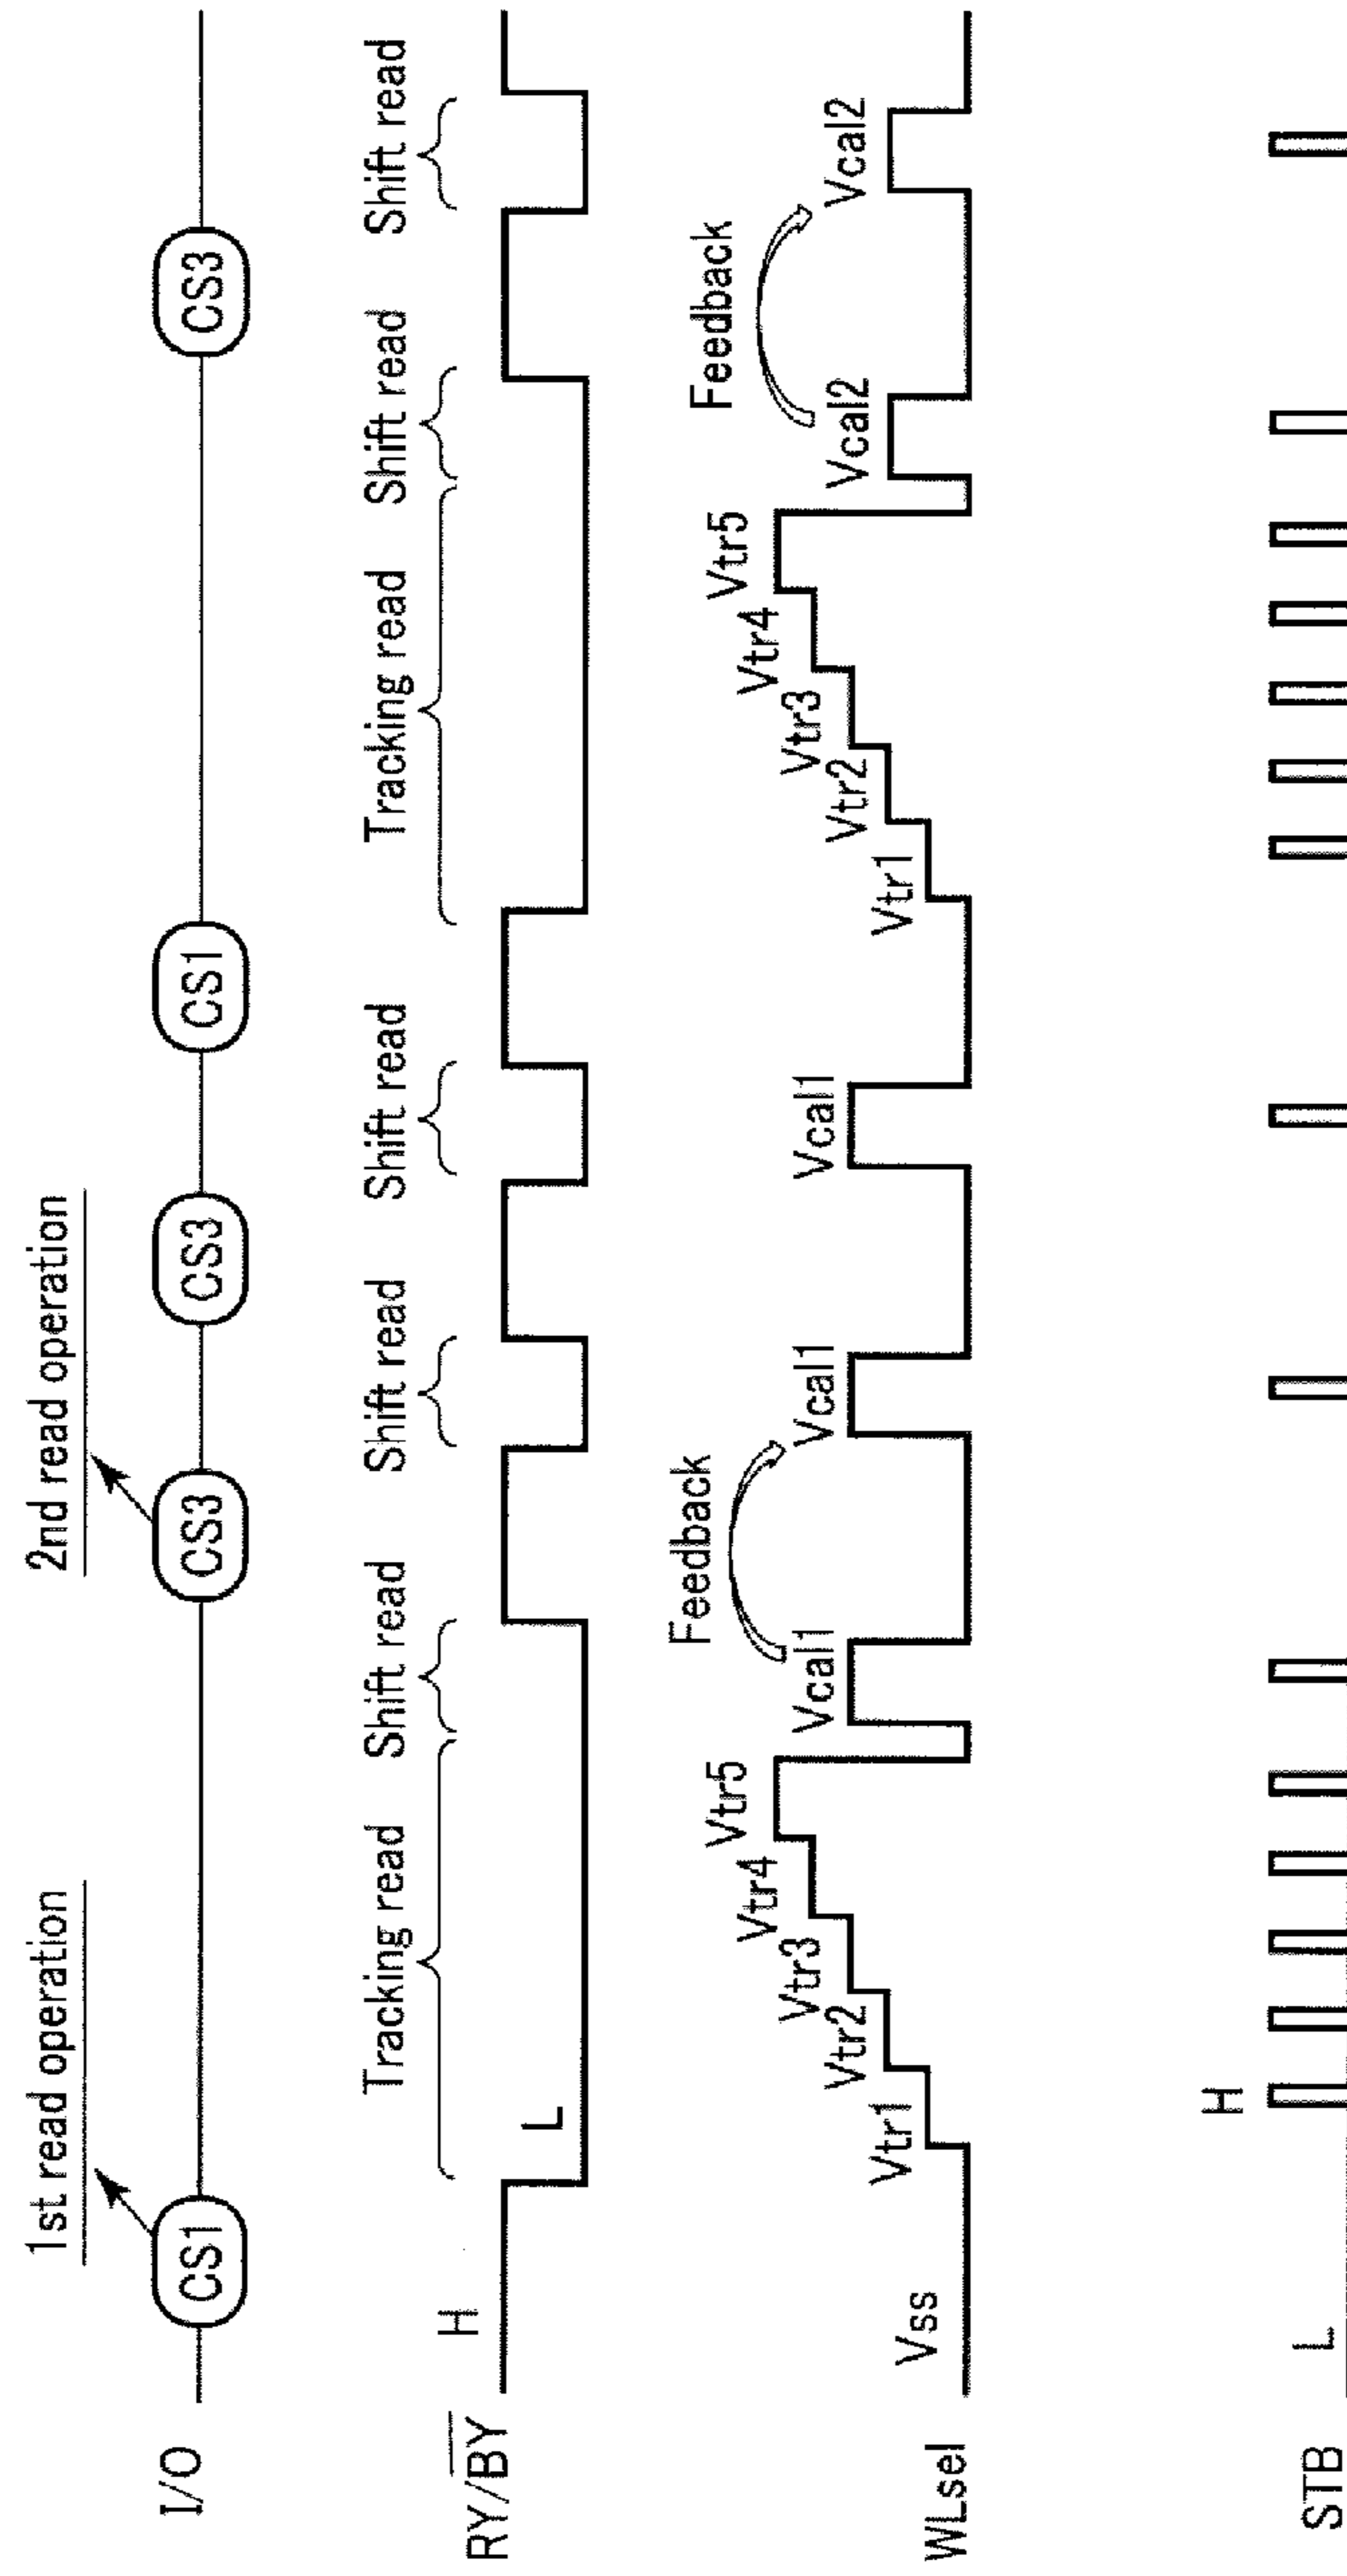 1st read operation
2nd read operation
I/O
CS1
CS3
CS3
CS1
CS3
Tracking read
Shift read
Shift read
Shift read
Tracking read
Shift read
Shift read
RY/BY
H
L
Feedback
Feedback
WLsel
Vss
Vtr1
Vtr2
Vtr3
Vtr4
Vtr5
Vcal1
Vcal1
Vcal1
Vtr1
Vtr2
Vtr3
Vtr4
Vtr5
Vcal2
Vcal2
STB
L
H